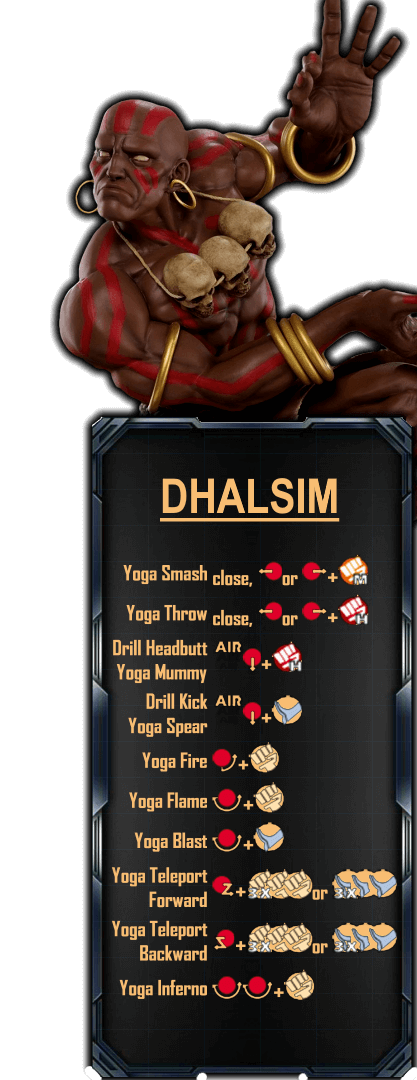 DHALSIM
Yoga Smash close, or + M
Yoga Throw close, or + H
Drill Headbutt AIR
Yoga Mummy + H
Drill Kick AIR
Yoga Spear +
Yoga Fire +
Yoga Flame +
Yoga Blast +
Yoga Teleport
Forward + 3X or 3X
Yoga Teleport
Backward + 3X or 3X
Yoga Inferno +